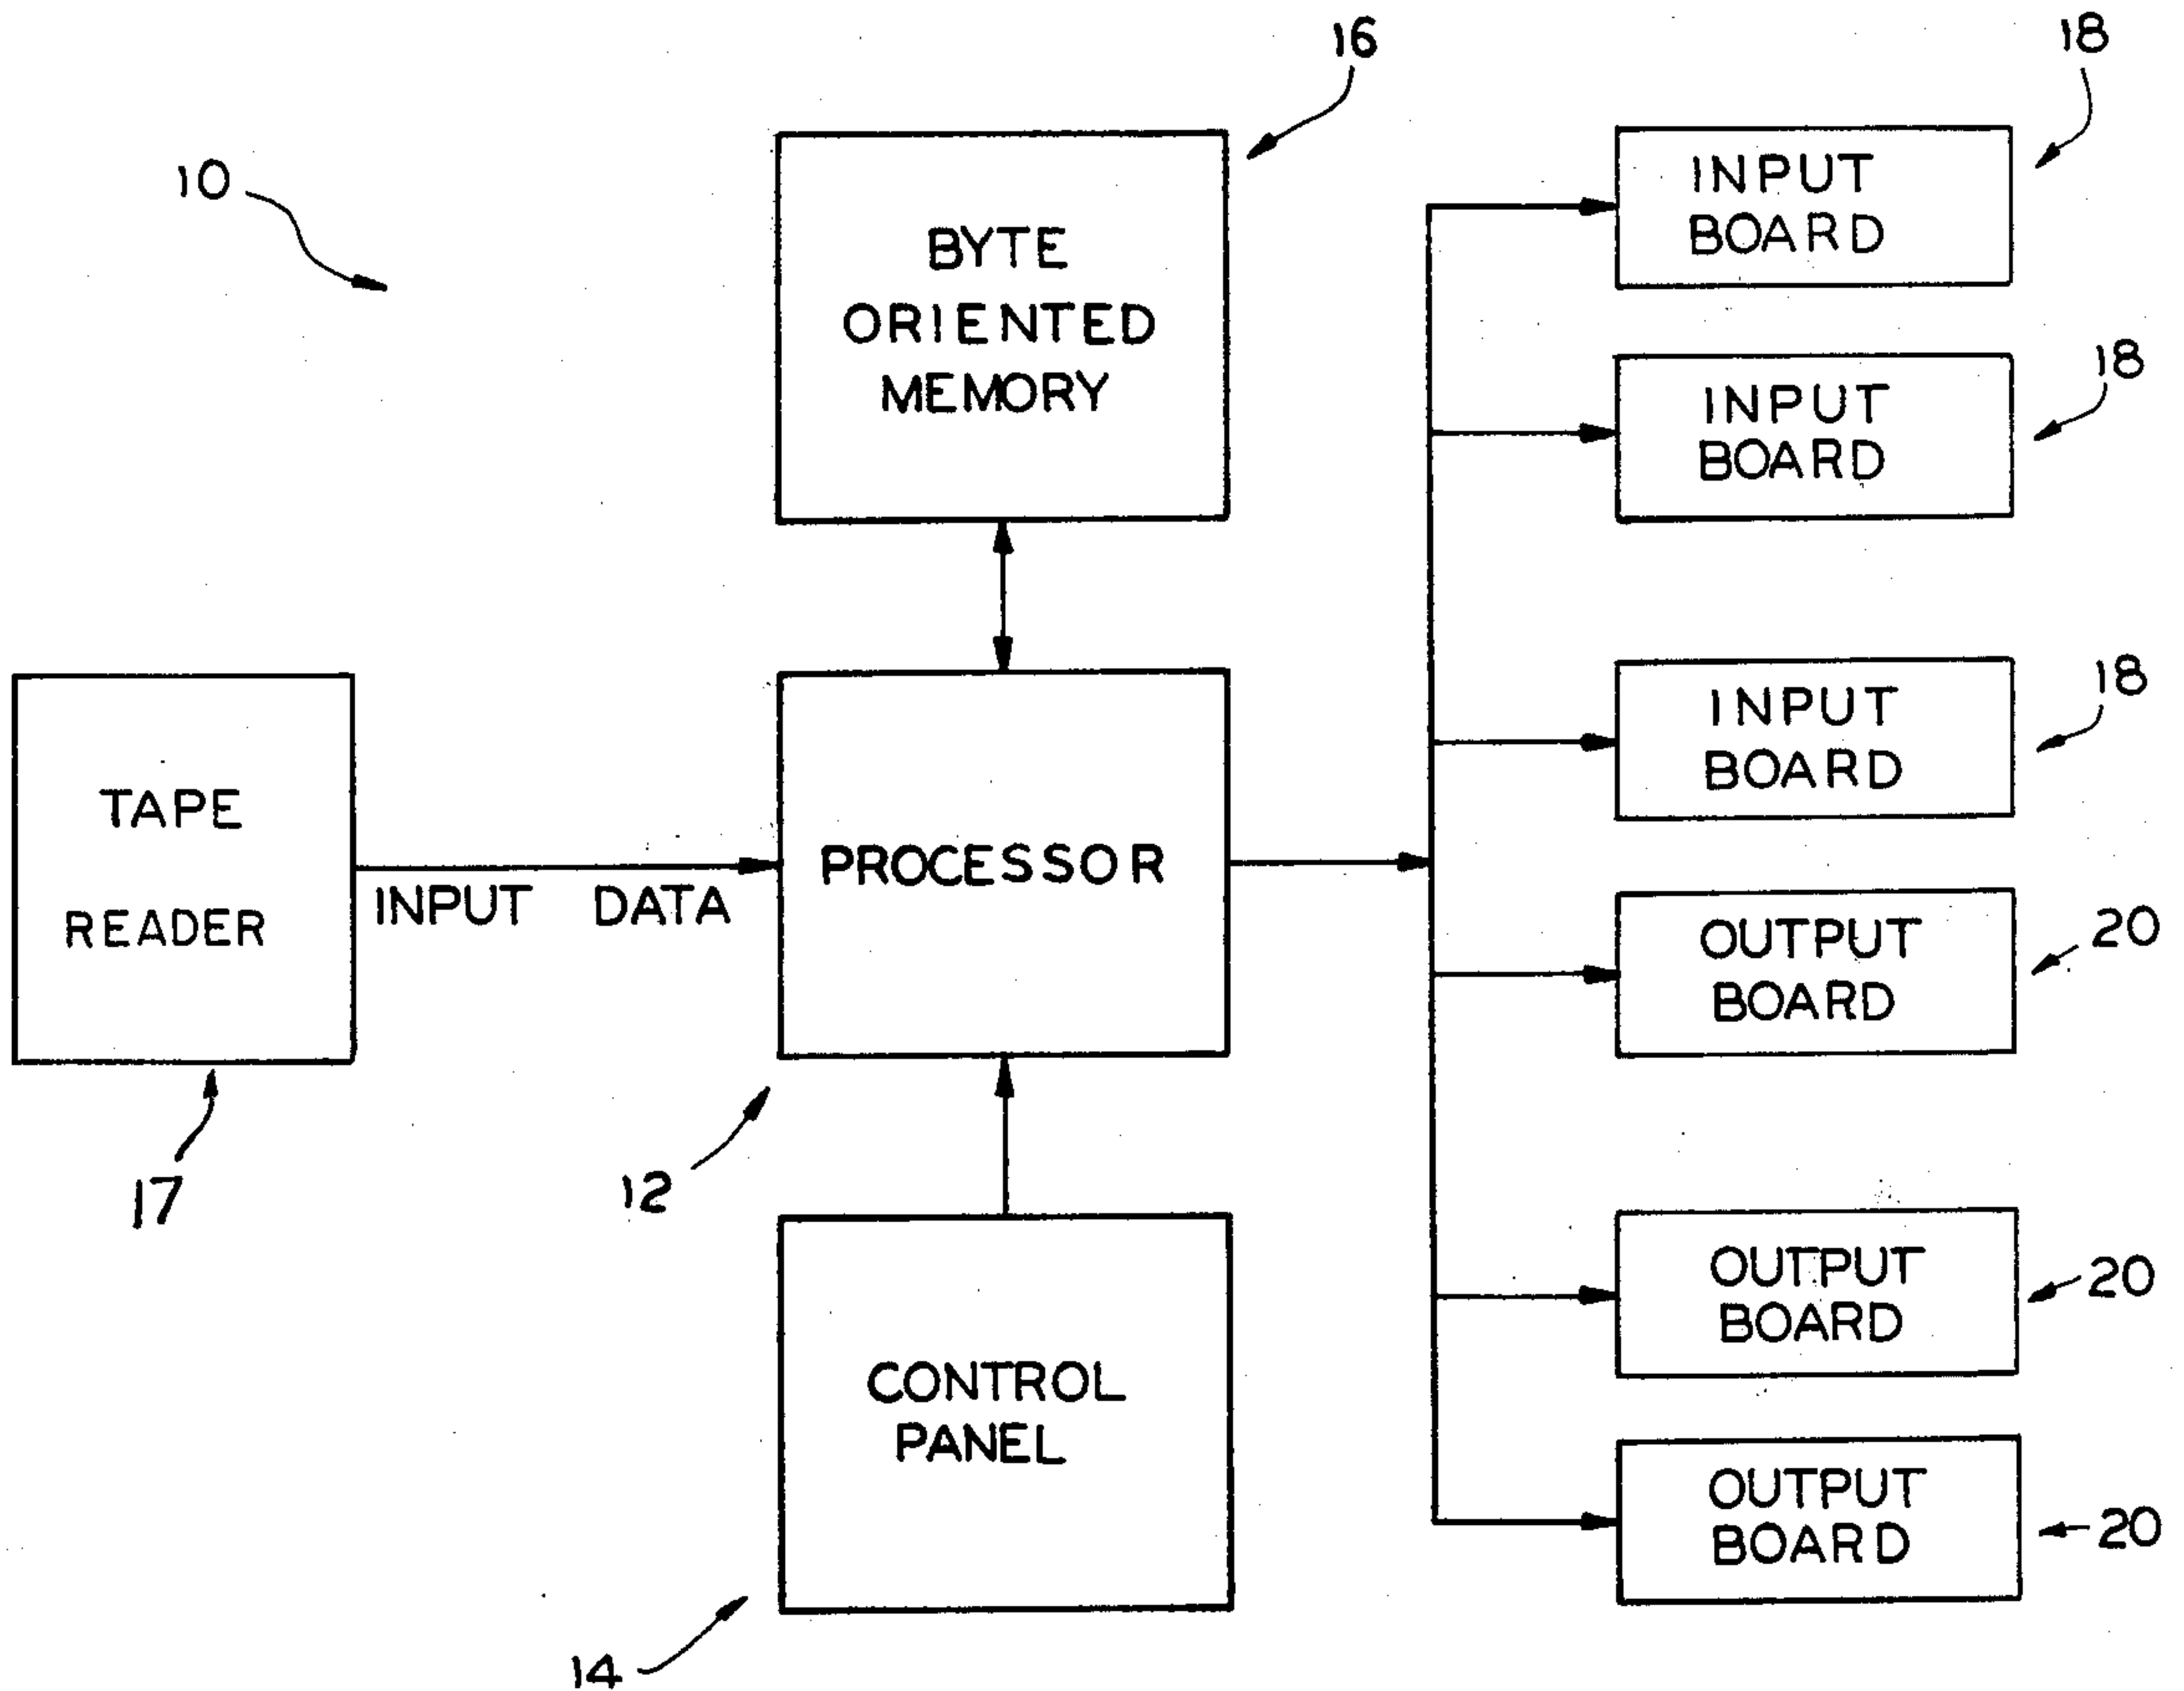 10
16
18
BYTE
ORIENTED
MEMORY
INPUT
BOARD
INPUT
BOARD
18
TAPE
READER
17
INPUT DATA
PROCESSOR
12
INPUT
BOARD
18
OUTPUT
BOARD
20
CONTROL
PANEL
14
OUTPUT
BOARD
20
OUTPUT
BOARD
20